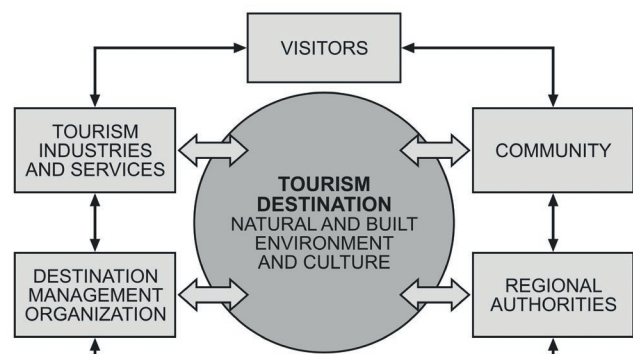 VISITORS
TOURISM
INDUSTRIES
AND SERVICES
COMMUNITY
TOURISM
DESTINATION
NATURAL AND BUILT
ENVIRONMENT
AND CULTURE
DESTINATION
MANAGEMENT
ORGANIZATION
REGIONAL
AUTHORITIES